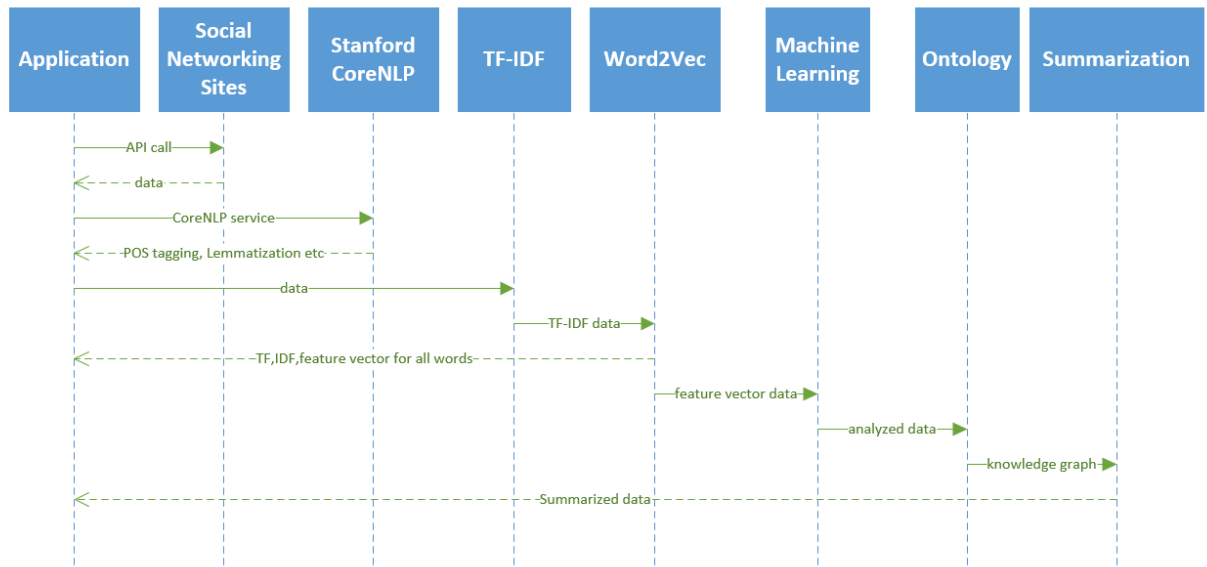 Application
Social
Networking
Sites
Stanford
CoreNLP
TF-IDF
Word2Vec
Machine
Learning
Ontology
Summarization
API call
data
CoreNLP service
POS tagging, Lemmatization etc
data
TF-IDF data
TF,IDF,feature vector for all words
feature vector data
analyzed data
knowledge graph
Summarized data